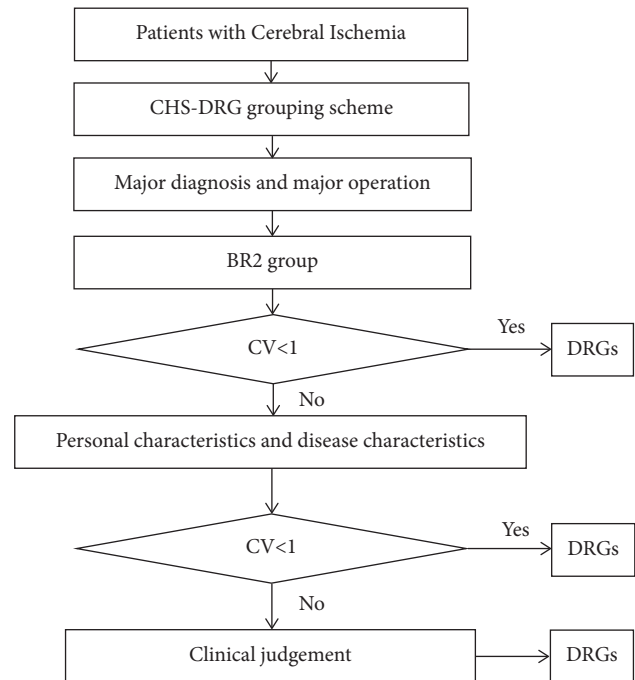 Patients with Cerebral Ischemia
CHS-DRG grouping scheme
Major diagnosis and major operation
BR2 group
CV<1
Yes
DRGs
No
Personal characteristics and disease characteristics
CV<1
Yes
DRGs
No
Clinical judgement
DRGs